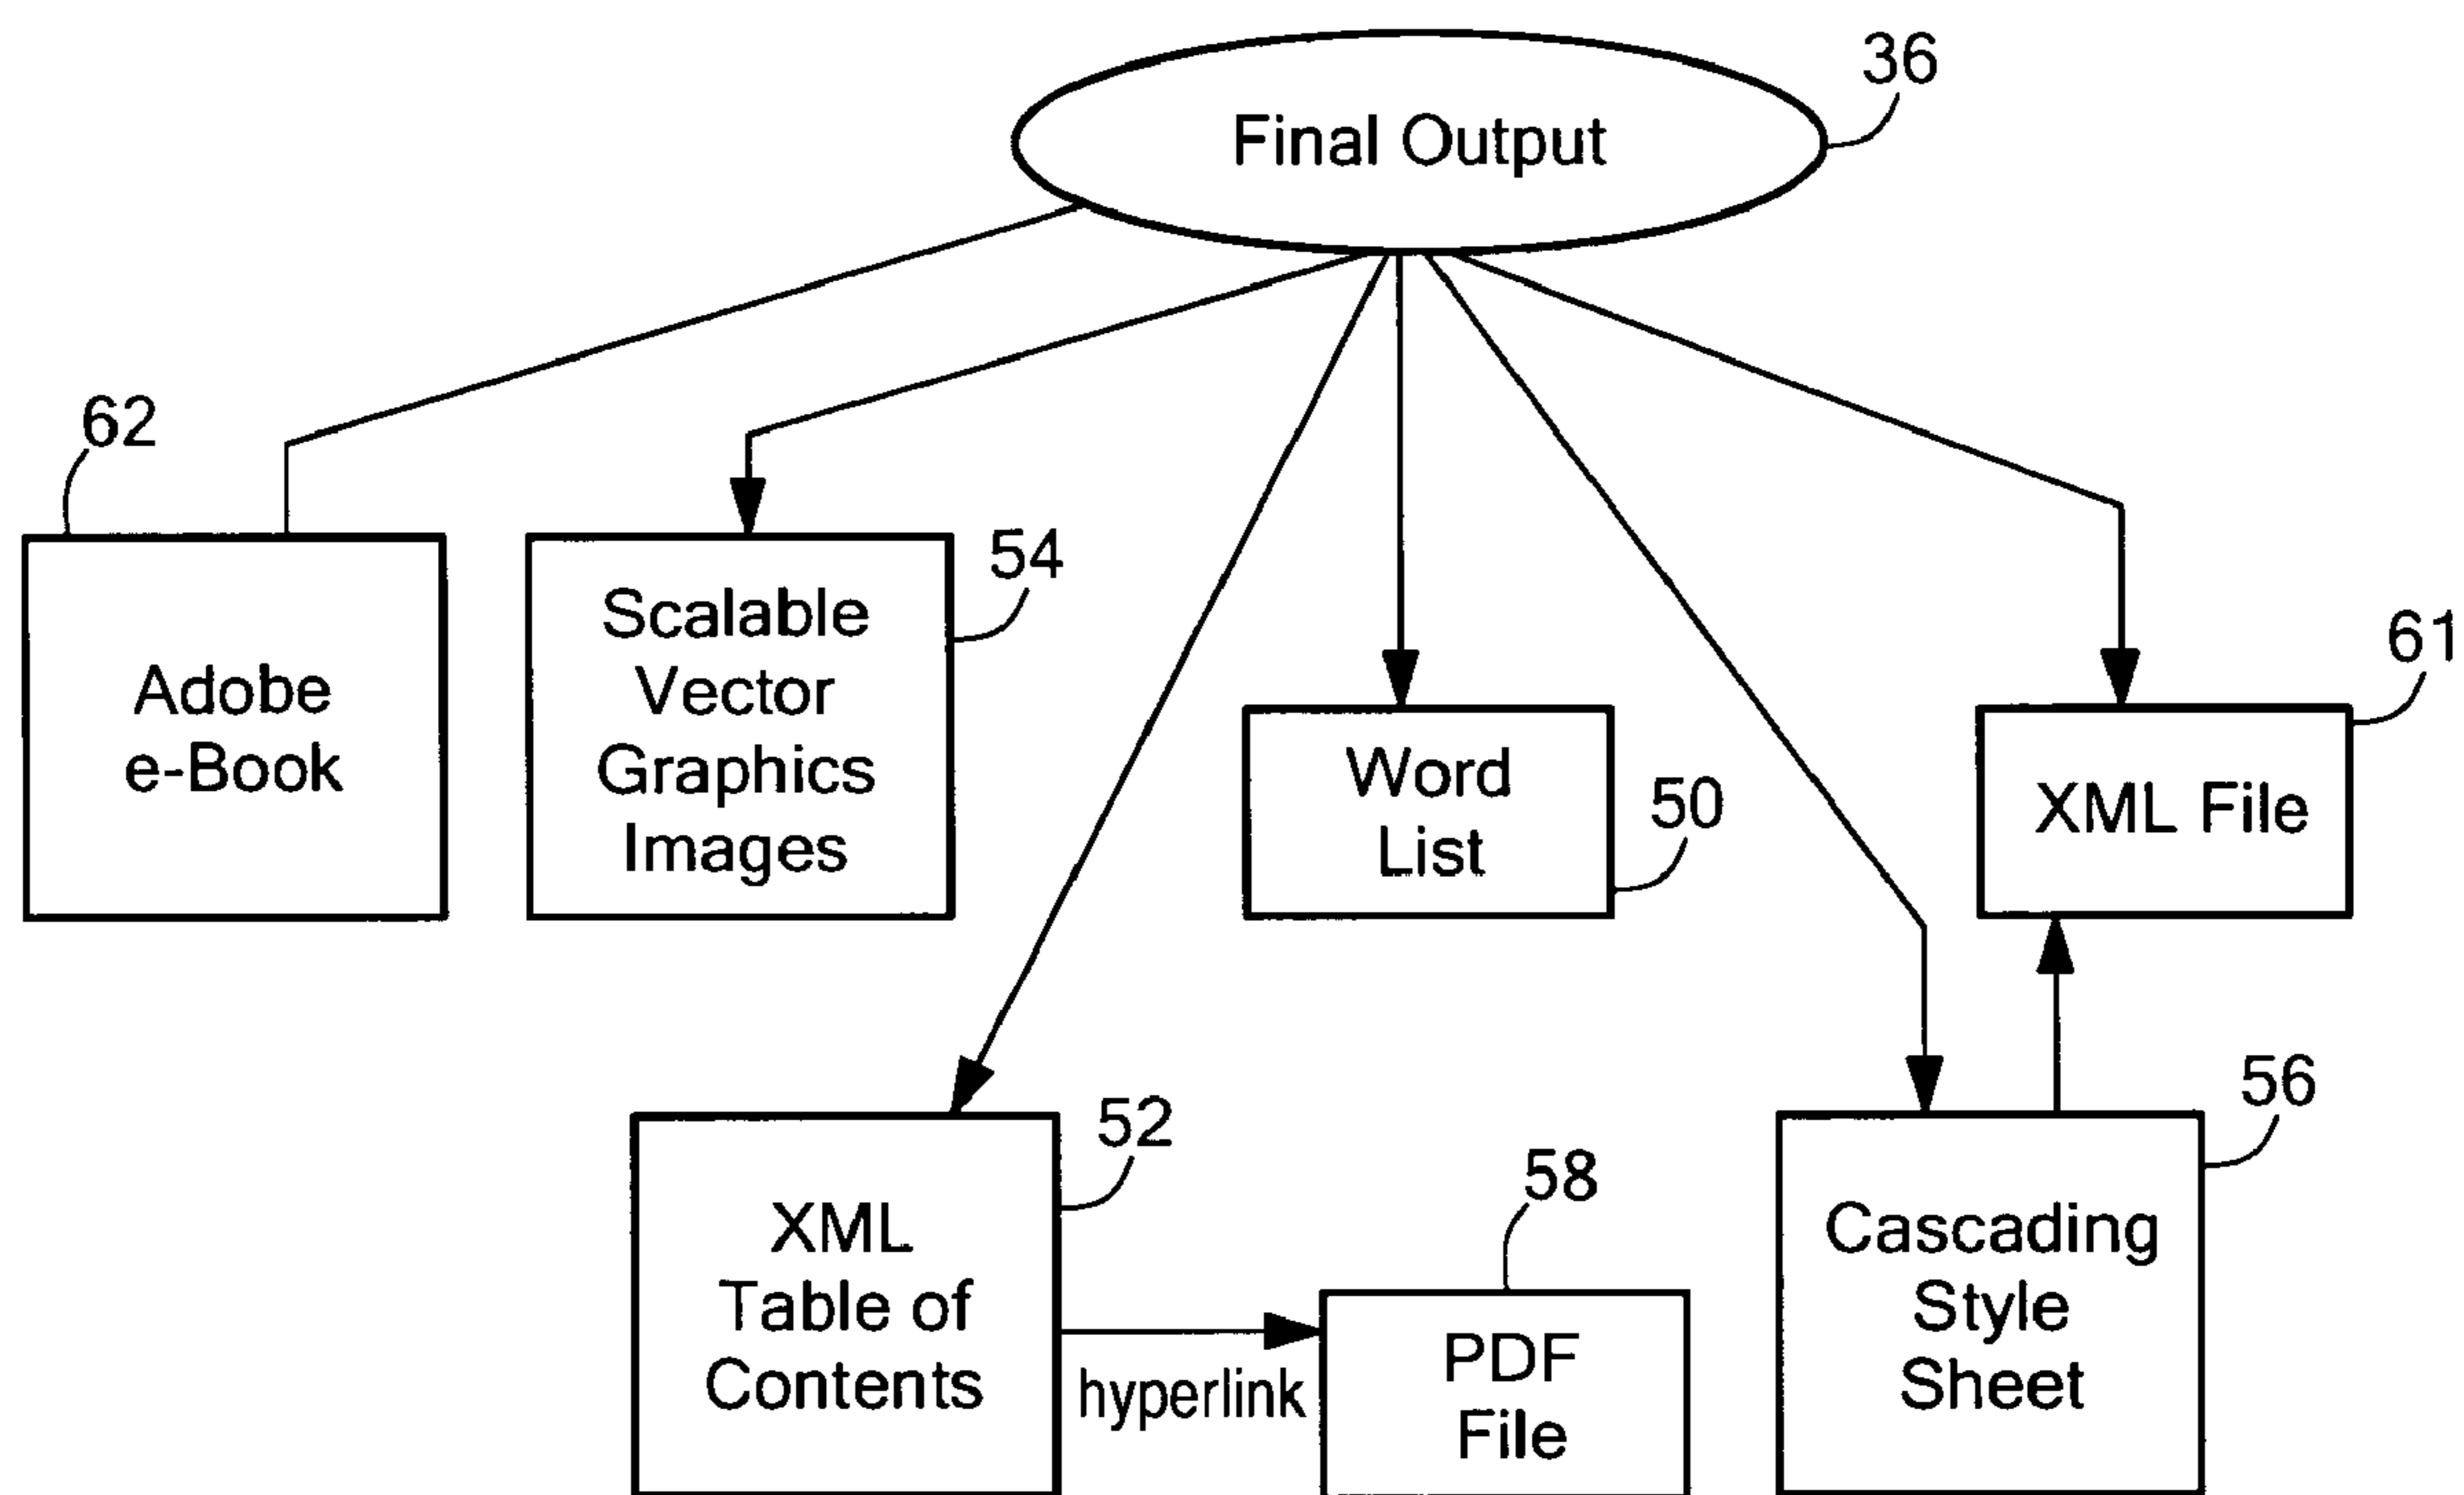 36
Final Output
62
54
Scalable
Vector
Graphics
Images
Adobe
e-Book
61
Word
List
50
XML File
52
XML
Table of
Contents
hyperlink
58
PDF
File
56
Cascading
Style
Sheet